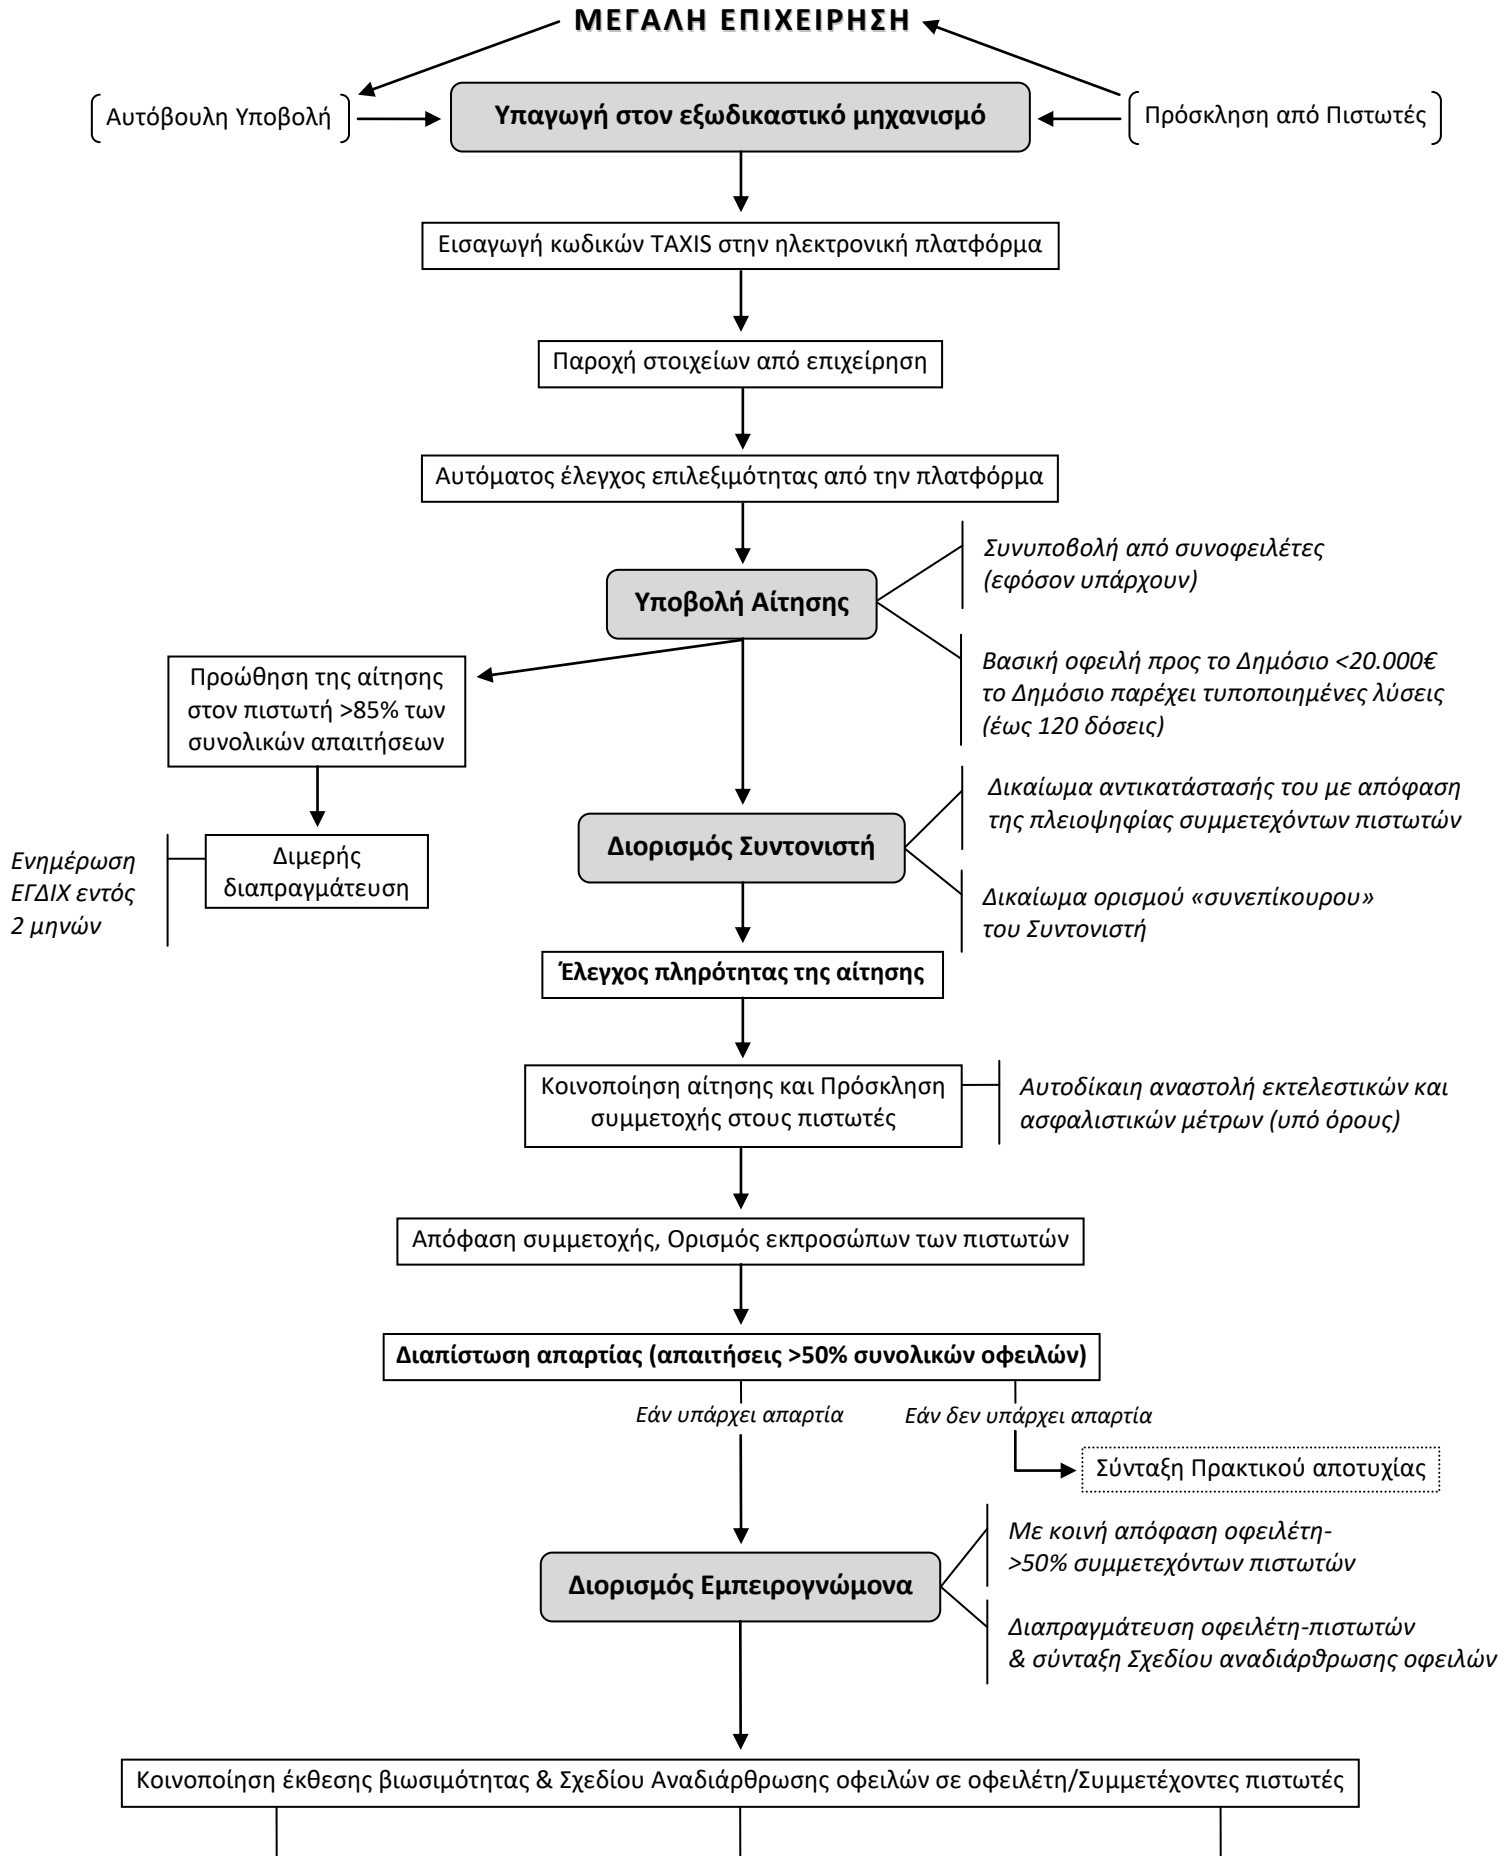 ΜΕΓΑΛΗ ΕΠΙΧΕΙΡΗΣΗ
Αυτόβουλη Υποβολή
Υπαγωγή στον εξωδικαστικό μηχανισμό
Πρόσκληση από Πιστωτές
Εισαγωγή κωδικών TAXIS στην ηλεκτρονική πλατφόρμα
Παροχή στοιχείων από επιχείρηση
Αυτόματος έλεγχος επιλεξιμότητας από την πλατφόρμα
Συνυποβολή από συνοφειλέτες
(εφόσον υπάρχουν)
Υποβολή Αίτησης
Βασική οφειλή προς το Δημόσιο <20.000€
το Δημόσιο παρέχει τυποποιημένες λύσεις
(έως 120 δόσεις)
Προώθηση της αίτησης
στον πιστωτή >85% των
συνολικών απαιτήσεων
Δικαίωμα αντικατάστασής του με απόφαση
της πλειοψηφίας συμμετεχόντων πιστωτών
Διορισμός Συντονιστή
Διμερής
διαπραγμάτευση
Ενημέρωση
ΕΓΔΙΧ εντός
2 μηνών
Δικαίωμα ορισμού «συνεπίκουρου»
του Συντονιστή
Έλεγχος πληρότητας της αίτησης
Κοινοποίηση αίτησης και Πρόσκληση
συμμετοχής στους πιστωτές
Αυτοδίκαιη αναστολή εκτελεστικών και
ασφαλιστικών μέτρων (υπό όρους)
Απόφαση συμμετοχής, Ορισμός εκπροσώπων των πιστωτών
Διαπίστωση απαρτίας (απαιτήσεις >50% συνολικών οφειλών)
Εάν υπάρχει απαρτία
Εάν δεν υπάρχει απαρτία
Σύνταξη Πρακτικού αποτυχίας
Με κοινή απόφαση οφειλέτη-
>50% συμμετεχόντων πιστωτών
Διορισμός Εμπειρογνώμονα
Διαπραγμάτευση οφειλέτη-πιστωτών
& σύνταξη Σχεδίου αναδιάρθρωσης οφειλών
Κοινοποίηση έκθεσης βιωσιμότητας & Σχεδίου Αναδιάρθρωσης οφειλών σε οφειλέτη/Συμμετέχοντες πιστωτές